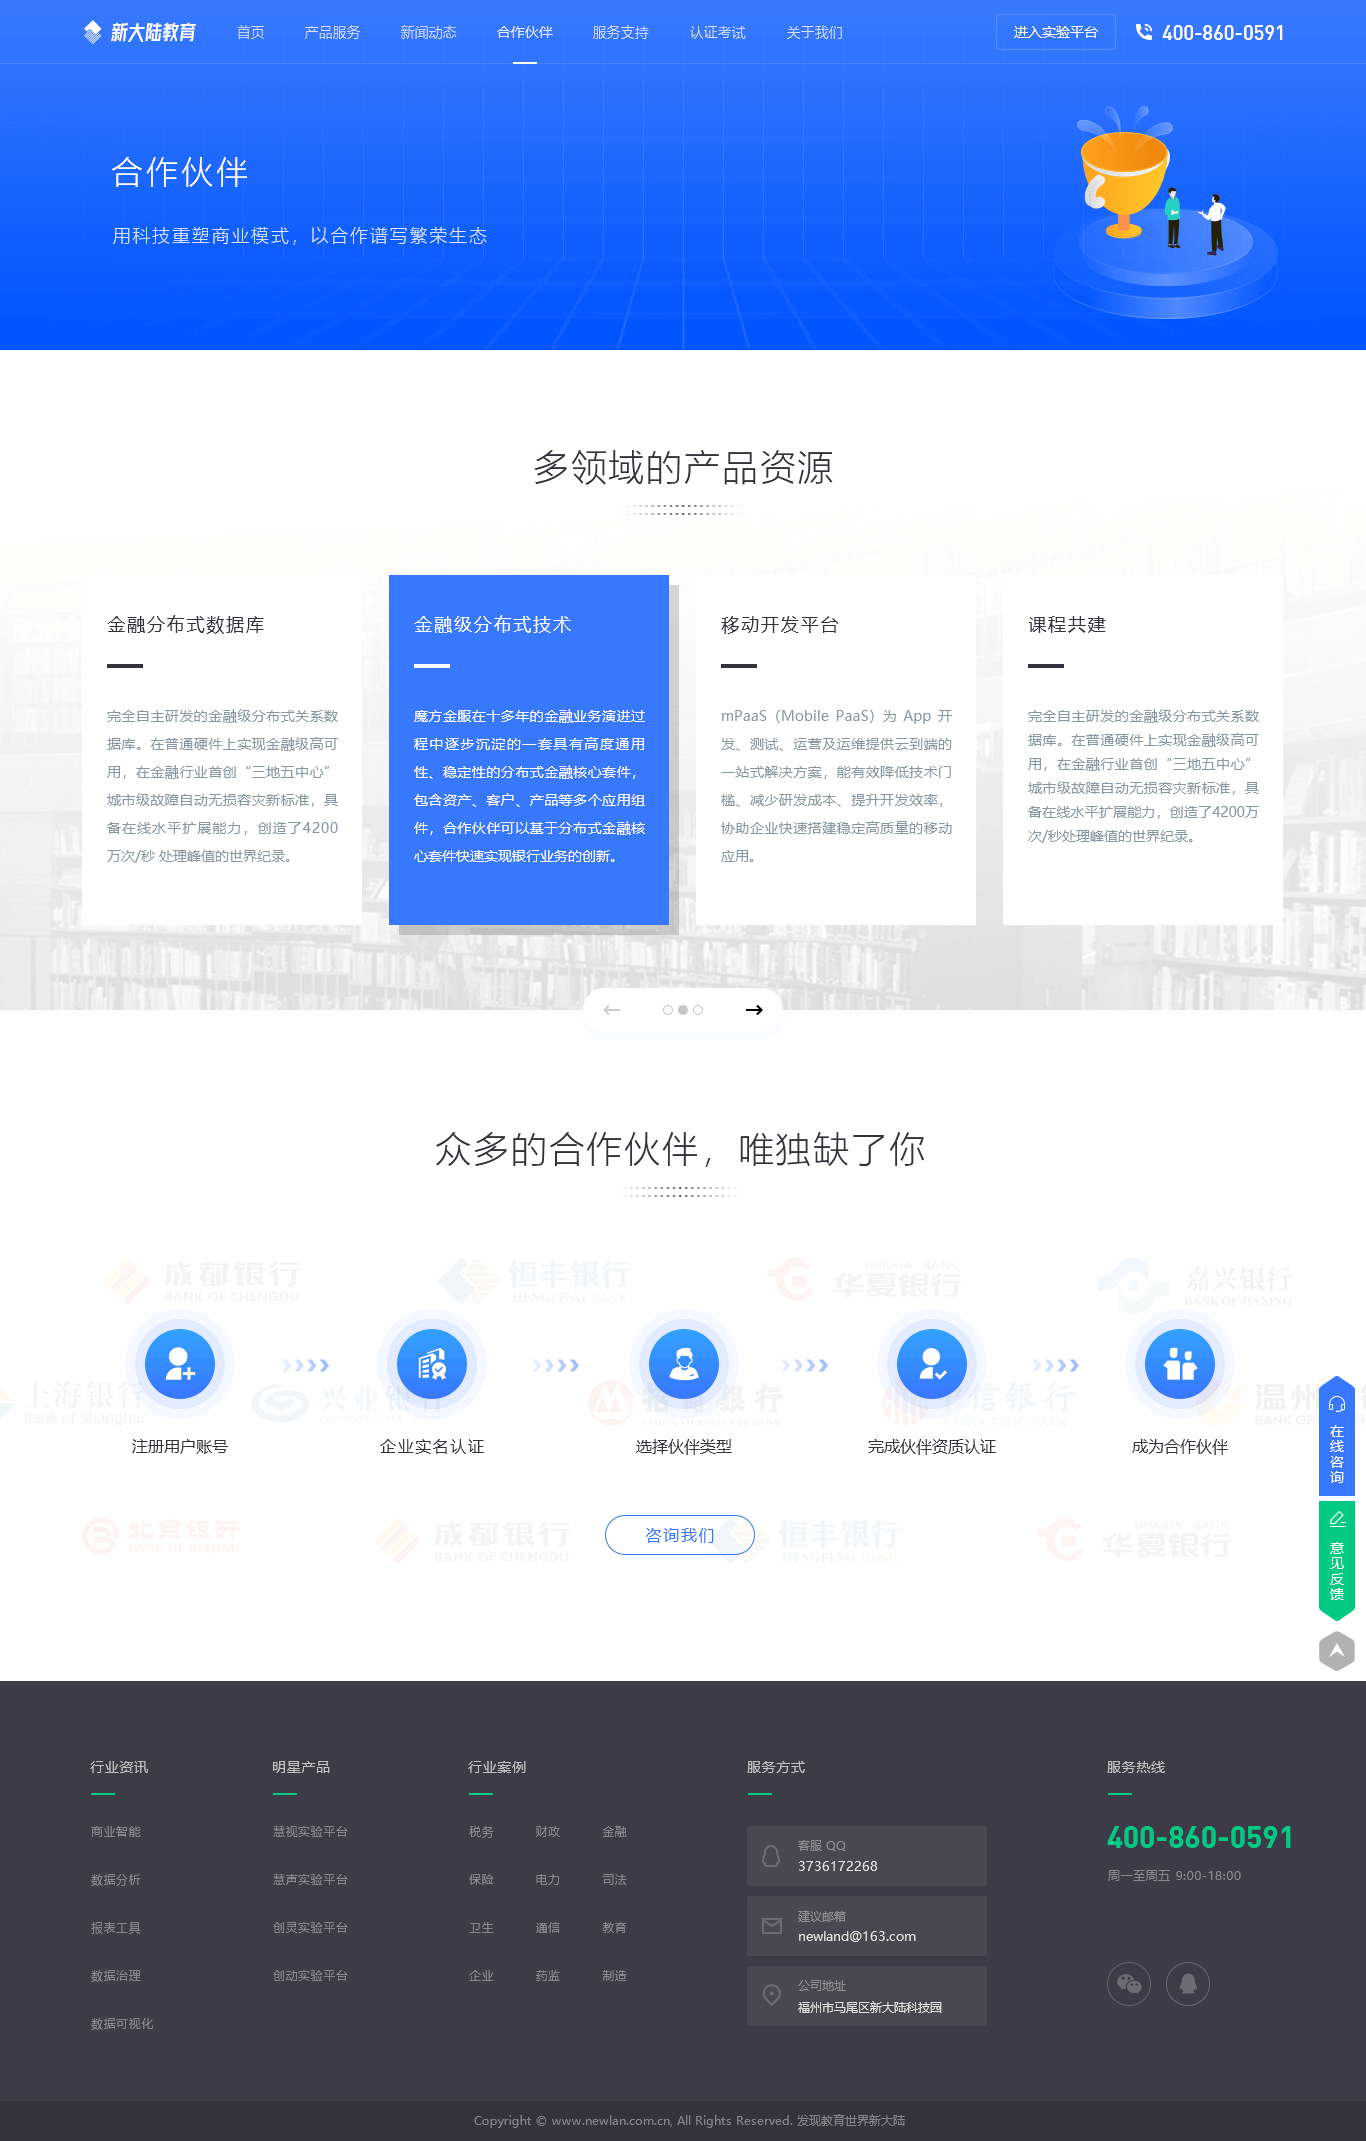 新大陆教育 首页 产品服务 新闻动态 合作伙伴 服务支持 认证考试 关于我们 进入实验平台 400-860-0591
合作伙伴
用科技重塑商业模式，以合作谱写繁荣生态
多领域的产品资源
金融分布式数据库
完全自主研发的金融级分布式关系数
据库。在普通硬件上实现金融级高可
用，在金融行业首创“三地五中心”
城市级故障自动无损容灾新标准，具
备在线水平扩展能力，创造了4200
万次/秒 处理峰值的世界纪录。
金融级分布式技术
魔方金服在十多年的金融业务演进过
程中逐步沉淀的一套具有高度通用
性、稳定性的分布式金融核心套件，
包含资产、客户、产品等多个应用组
件，合作伙伴可以基于分布式金融核
心套件快速实现银行业务的创新。
移动开发平台
mPaaS（Mobile PaaS）为 App 开
发、测试、运营及运维提供云到端的
一站式解决方案，能有效降低技术门
槛、减少研发成本、提升开发效率，
协助企业快速搭建稳定高质量的移动
应用。
课程共建
完全自主研发的金融级分布式关系数
据库。在普通硬件上实现金融级高可
用，在金融行业首创“三地五中心”
城市级故障自动无损容灾新标准，具
备在线水平扩展能力，创造了4200万
次/秒处理峰值的世界纪录。
众多的合作伙伴，唯独缺了你
成都银行
BANK OF CHENGDU
恒丰银行
HENGFENG BANK
HUAXIA BANK
华夏银行
嘉兴银行
BANK OF JIAXING
上海银行
Bank of Shanghai
兴业银行
招商银行
CHINA MERCHANTS BANK
中信银行
CHINA CITIC BANK
温州
BANK OF
注册用户账号
企业实名认证
选择伙伴类型
完成伙伴资质认证
成为合作伙伴
北京银行
BANK OF BEIJING
成都银行
BANK OF CHENGDU
咨询我们
恒丰银行
HENGFENG BANK
HUAXIA BANK
华夏银行
在线咨询
意见反馈
行业资讯
商业智能
数据分析
报表工具
数据治理
数据可视化
明星产品
慧视实验平台
慧声实验平台
创灵实验平台
创动实验平台
行业案例
税务 财政 金融
保险 电力 司法
卫生 通信 教育
企业 药监 制造
服务方式
客服 QQ
3736172268
建议邮箱
newland@163.com
公司地址
福州市马尾区新大陆科技园
服务热线
400-860-0591
周一至周五 9:00-18:00
Copyright © www.newlan.com.cn, All Rights Reserved. 发现教育世界新大陆